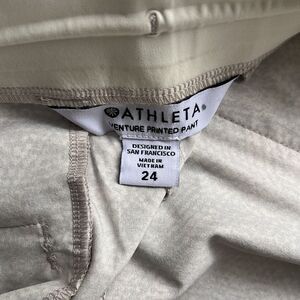 ATHLETA®
VENTURE PRINTED PANT
DESIGNED IN
SAN FRANCISCO
MADE IN
VIETNAM
24